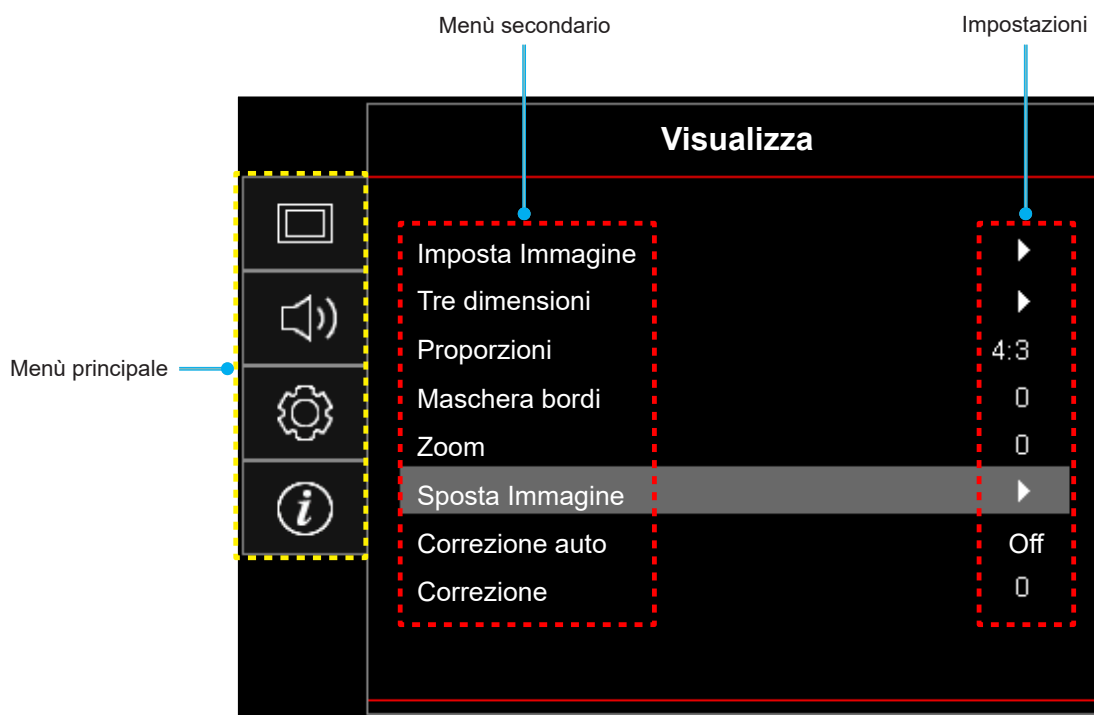 Menù secondario
Impostazioni
Visualizza
Menù principale
Imposta Immagine
Tre dimensioni
Proporzioni 4:3
Maschera bordi 0
Zoom 0
Sposta Immagine
Correzione auto Off
Correzione 0